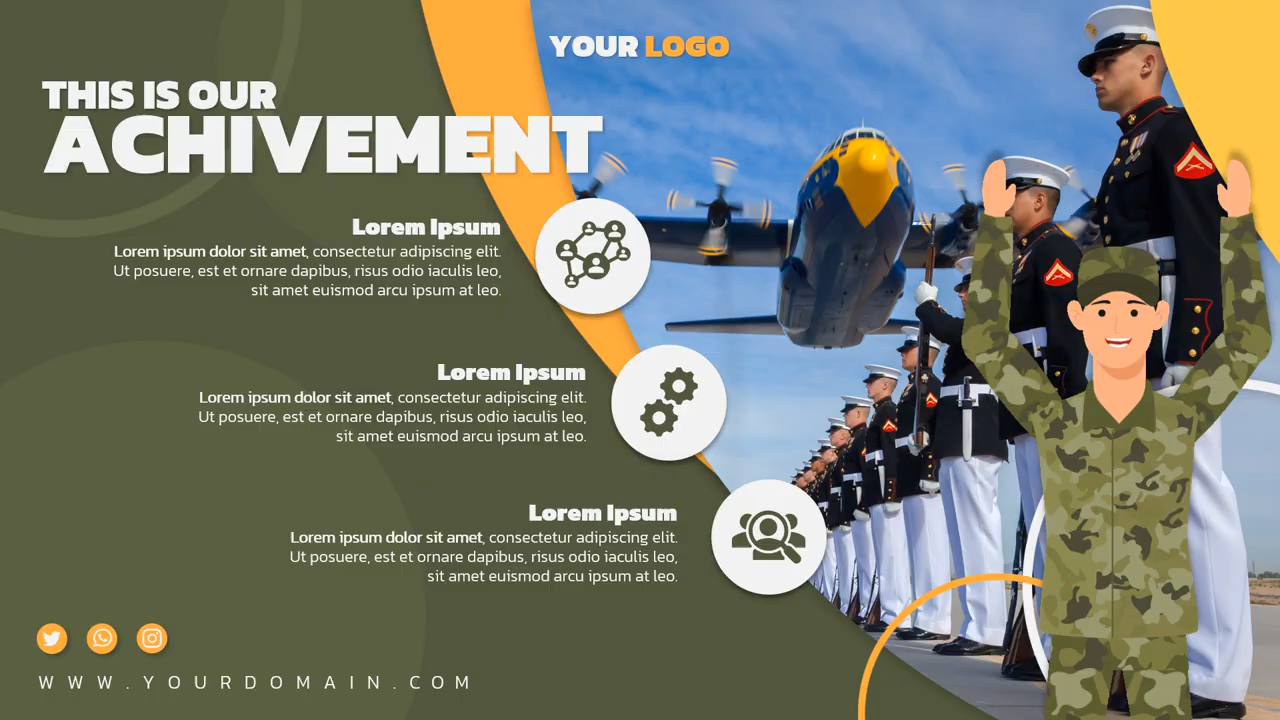 YOUR LOGO
THIS IS OUR
ACHIVEMENT
Lorem Ipsum
Lorem ipsum dolor sit amet, consectetur adipiscing elit.
Ut posuere, est et ornare dapibus, risus odio iaculis leo,
sit amet euismod arcu ipsum at leo.
Lorem Ipsum
Lorem ipsum dolor sit amet, consectetur adipiscing elit.
Ut posuere, est et ornare dapibus, risus odio iaculis leo,
sit amet euismod arcu ipsum at leo.
Lorem Ipsum
Lorem ipsum dolor sit amet, consectetur adipiscing elit.
Ut posuere, est et ornare dapibus, risus odio iaculis leo,
sit amet euismod arcu ipsum at leo.
WWW.YOURDOMAIN.COM